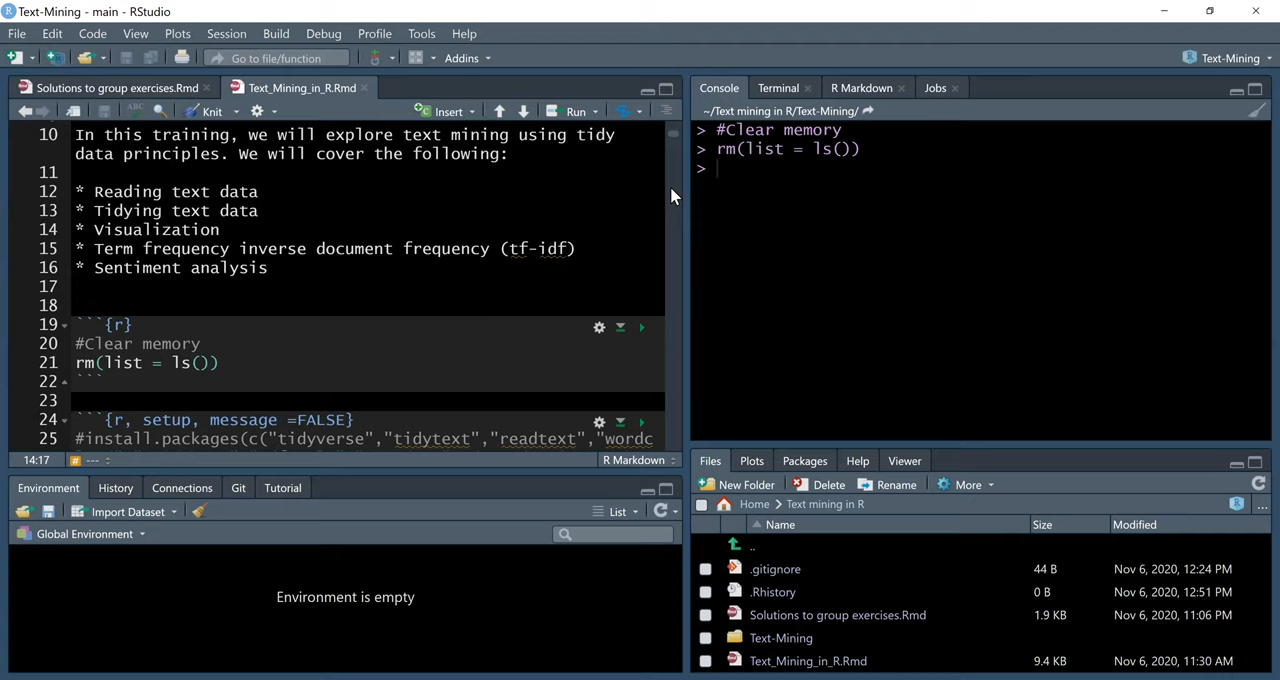 Text-Mining - main - RStudio
File Edit Code View Plots Session Build Debug Profile Tools Help
Go to file/function Addins Text-Mining
Solutions to group exercises.Rmd Text_Mining_in_R.Rmd
ABC Knit Insert Run
10 In this training, we will explore text mining using tidy
data principles. We will cover the following:
11
12 * Reading text data
13 * Tidying text data
14 * Visualization
15 * Term frequency inverse document frequency (tf-idf)
16 * Sentiment analysis
17
18
19 ```{r}
20 #Clear memory
21 rm(list = ls())
22 ```
23
24 ```{r, setup, message =FALSE}
25 #install.packages(c("tidyverse","tidytext","readtext","wordc
14:17 # --- R Markdown
Environment History Connections Git Tutorial
Import Dataset List
Global Environment
Environment is empty
Console Terminal R Markdown Jobs
~/Text mining in R/Text-Mining/
> #Clear memory
> rm(list = ls())
>
Files Plots Packages Help Viewer
New Folder Delete Rename More
Home Text mining in R ...
Name Size Modified
..
.gitignore 44 B Nov 6, 2020, 12:24 PM
.Rhistory 0 B Nov 6, 2020, 12:51 PM
Solutions to group exercises.Rmd 1.9 KB Nov 6, 2020, 11:06 PM
Text-Mining
Text_Mining_in_R.Rmd 9.4 KB Nov 6, 2020, 11:30 AM